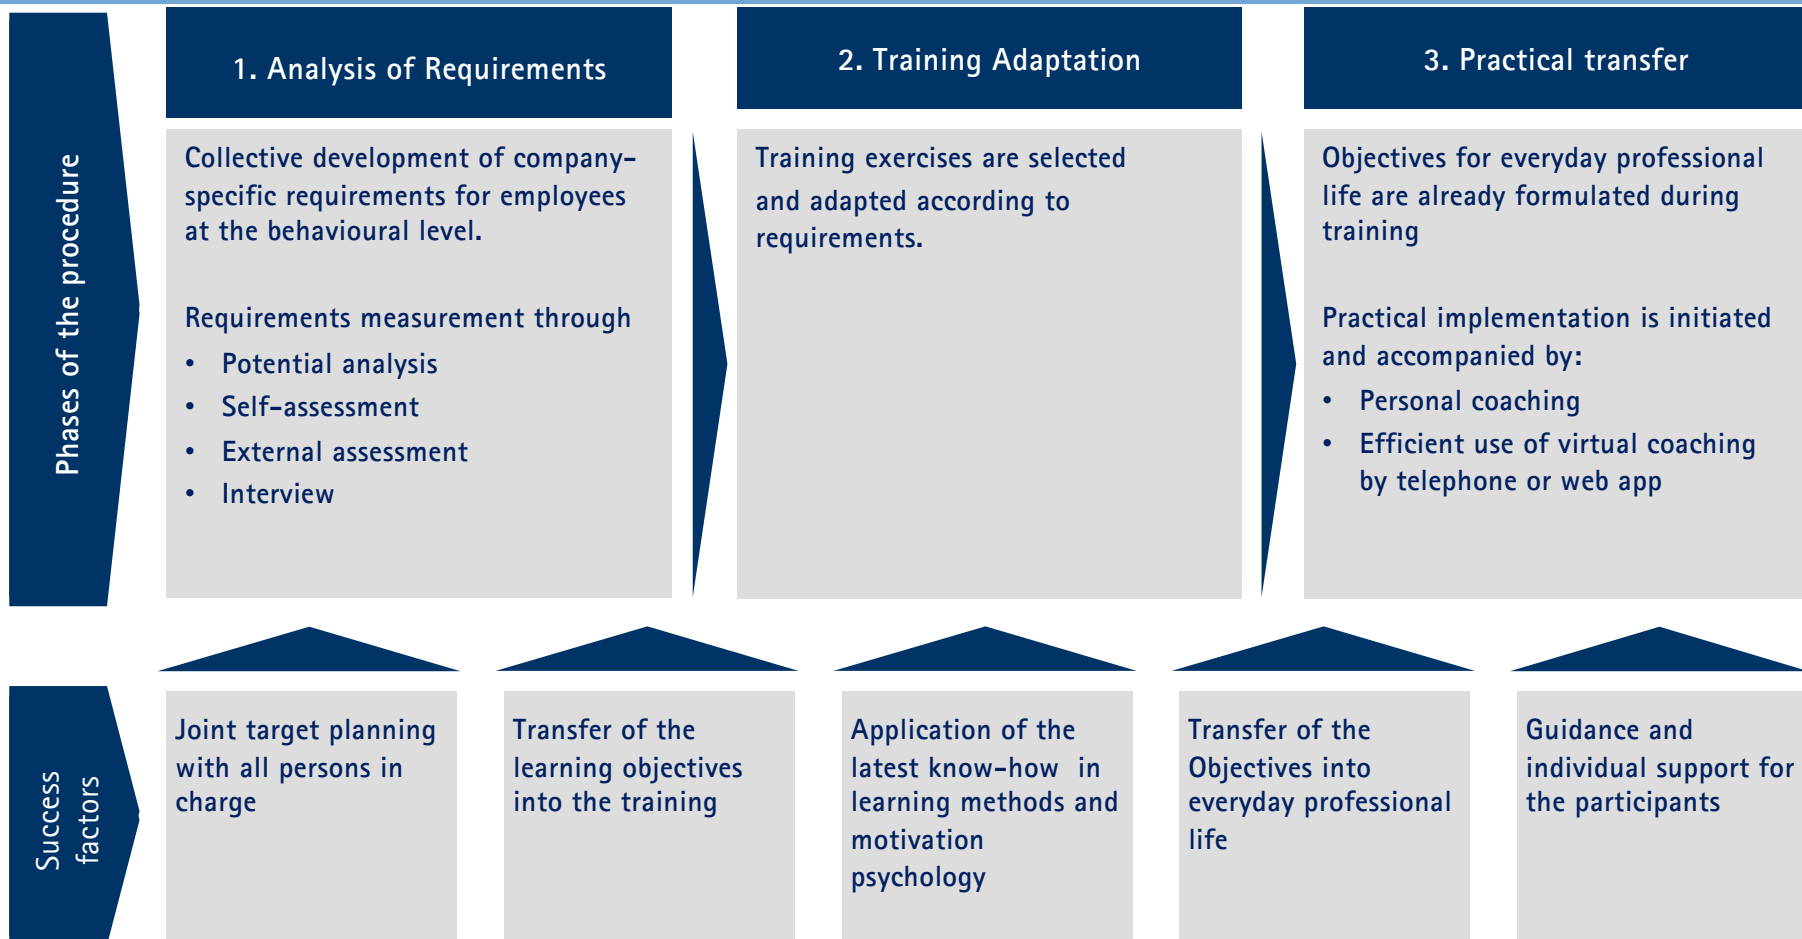 Phases of the procedure
1. Analysis of Requirements
Collective development of company-
specific requirements for employees
at the behavioural level.
Requirements measurement through
• Potential analysis
• Self-assessment
• External assessment
• Interview
2. Training Adaptation
Training exercises are selected
and adapted according to
requirements.
3. Practical transfer
Objectives for everyday professional
life are already formulated during
training
Practical implementation is initiated
and accompanied by:
• Personal coaching
• Efficient use of virtual coaching
by telephone or web app
Success
factors
Joint target planning
with all persons in
charge
Transfer of the
learning objectives
into the training
Application of the
latest know-how in
learning methods and
motivation
psychology
Transfer of the
Objectives into
everyday professional
life
Guidance and
individual support for
the participants